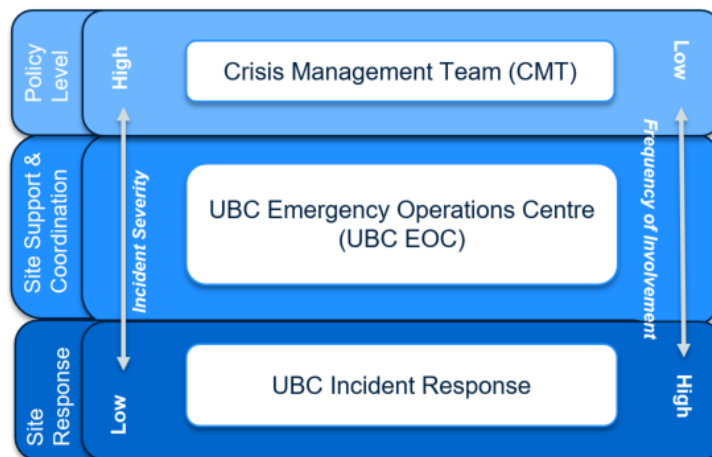 Policy
Level
High
Crisis Management Team (CMT)
Low
Site Support &
Coordination
Incident Severity
UBC Emergency Operations Centre
(UBC EOC)
Frequency of Involvement
Site
Response
Low
UBC Incident Response
High